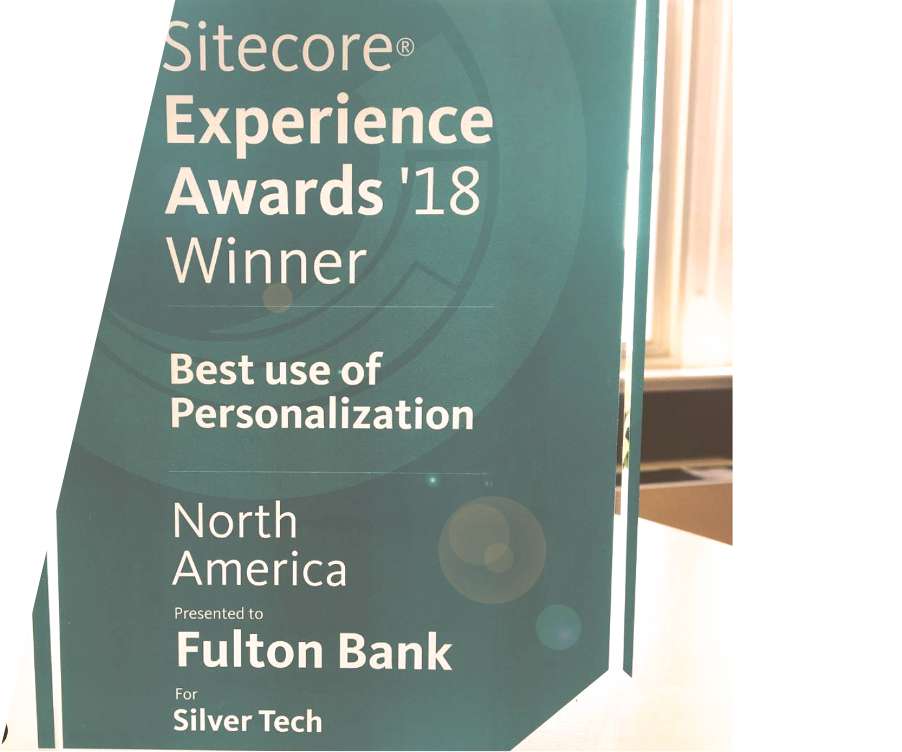 Sitecore®
Experience
Awards '18
Winner
Best use of
Personalization
North
America
Presented to
Fulton Bank
For
Silver Tech